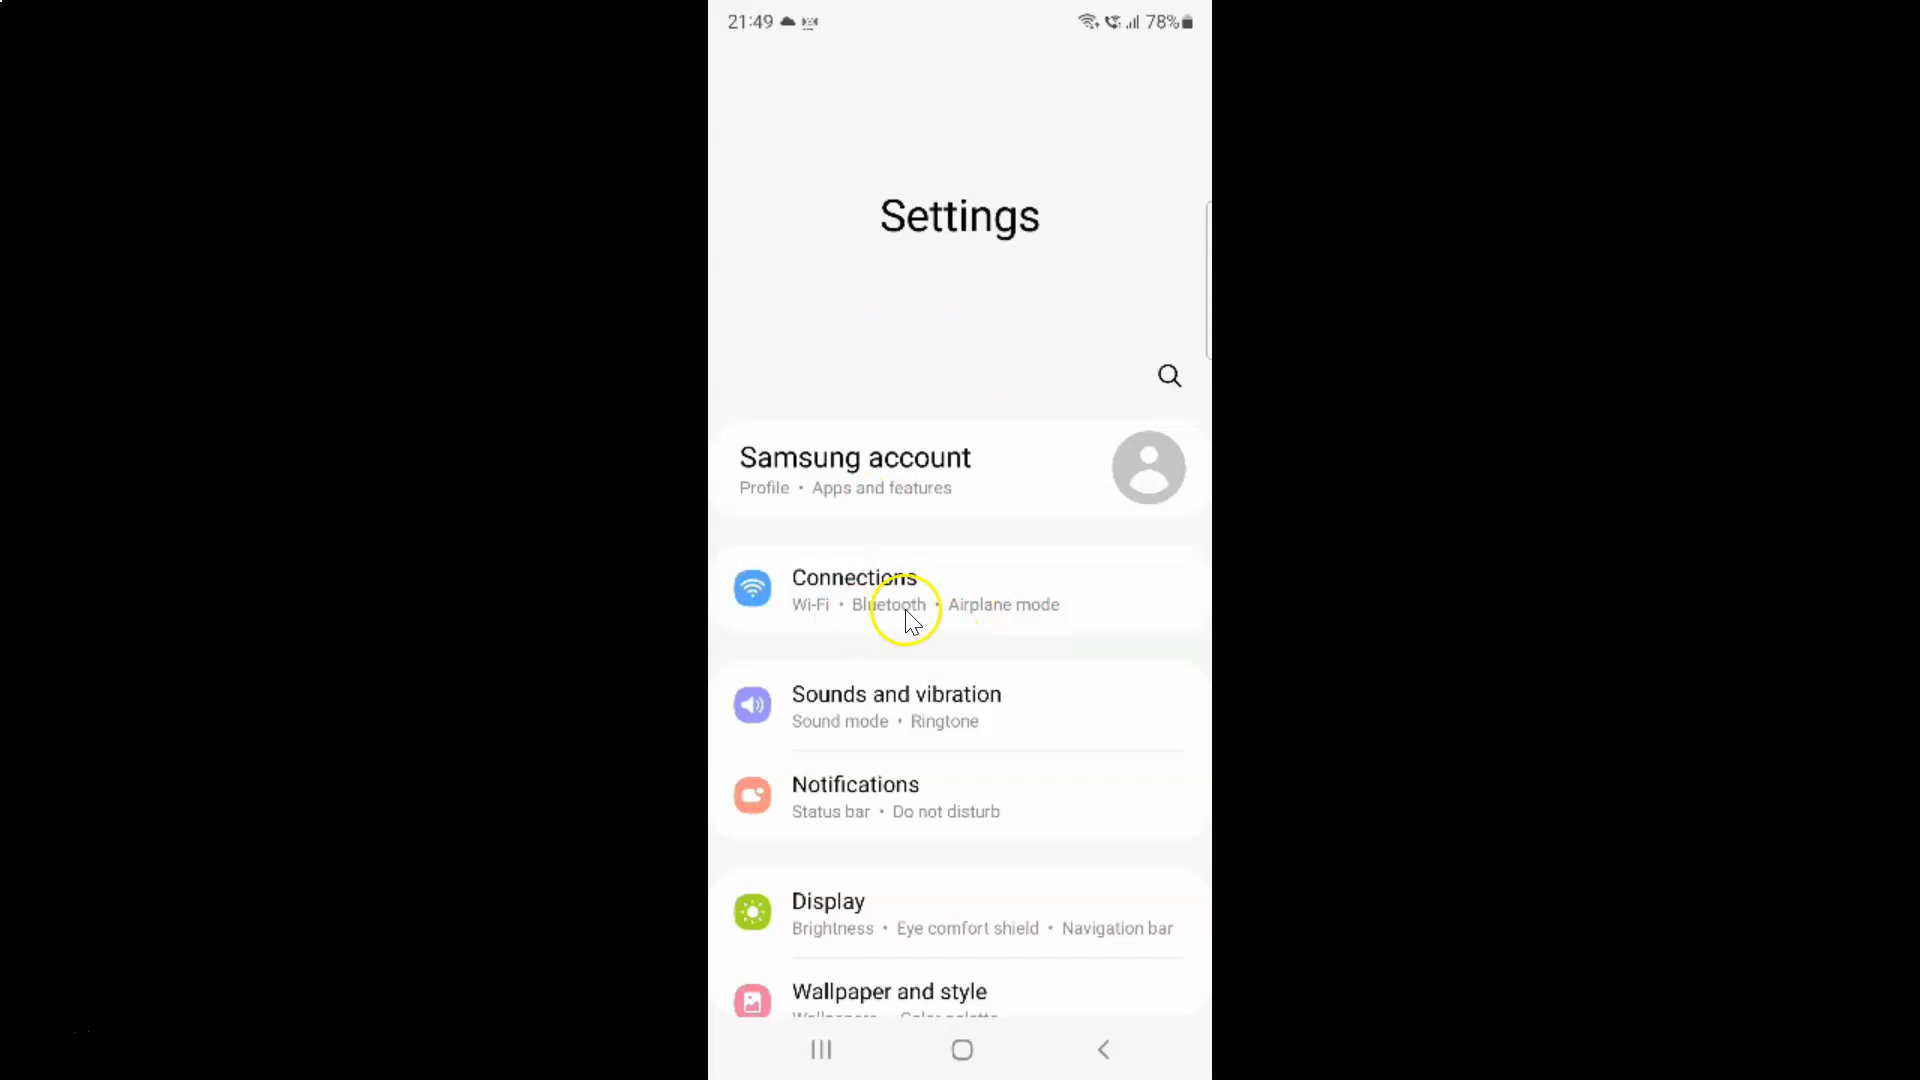 21:49 78%
Settings
Samsung account
Profile • Apps and features
Connections
Wi-Fi • Bluetooth • Airplane mode
Sounds and vibration
Sound mode • Ringtone
Notifications
Status bar • Do not disturb
Display
Brightness • Eye comfort shield • Navigation bar
Wallpaper and style